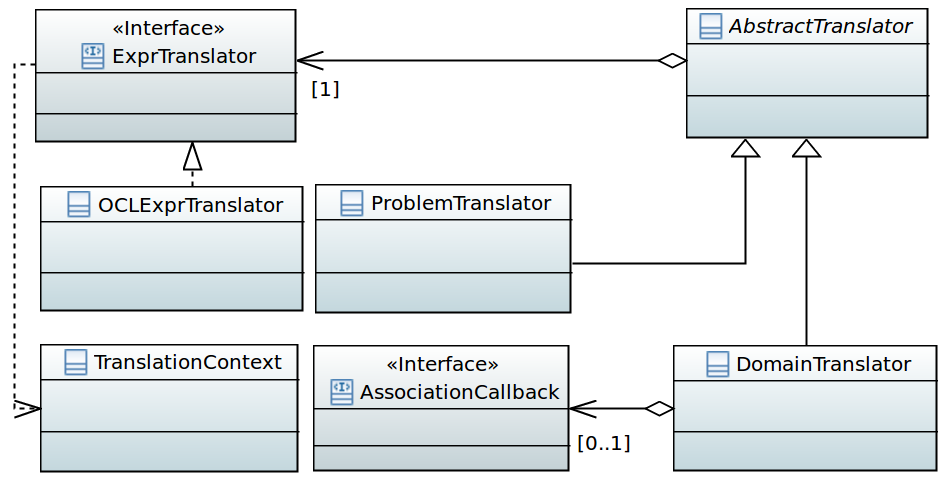 «Interface»
ExprTranslator
AbstractTranslator
[1]
OCLExprTranslator
ProblemTranslator
TranslationContext
«Interface»
AssociationCallback
DomainTranslator
[0..1]